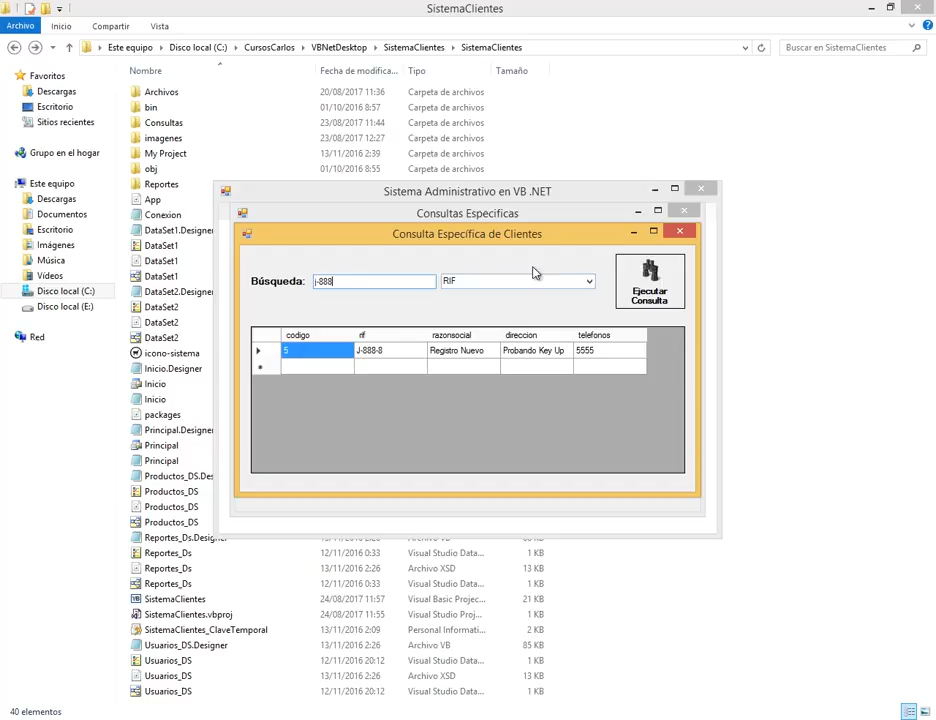 SistemaClientes
Archivo Inicio Compartir Vista
Este equipo Disco local (C:) CursosCarlos VBNetDesktop SistemaClientes SistemaClientes
Buscar en SistemaClientes
Nombre Fecha de modifica... Tipo Tamaño
Favoritos
Descargas
Escritorio
Sitios recientes
Grupo en el hogar
Este equipo
Descargas
Documentos
Escritorio
Imágenes
Música
Vídeos
Disco local (C:)
Disco local (E:)
Red
Archivos 20/08/2017 11:36 Carpeta de archivos
bin 01/10/2016 8:57 Carpeta de archivos
Consultas 23/08/2017 11:44 Carpeta de archivos
imagenes 23/08/2017 12:27 Carpeta de archivos
My Project 13/11/2016 2:39 Carpeta de archivos
obj 01/10/2016 8:55 Carpeta de archivos
Reportes
App
Conexion
DataSet1.Designer
DataSet1
DataSet1
DataSet1
DataSet2.Designer
DataSet2
DataSet2
DataSet2
icono-sistema
Inicio.Designer
Inicio
Inicio
packages
Principal.Designer
Principal
Principal
Productos_DS.Des
Productos_DS
Productos_DS
Productos_DS
Reportes_Ds.Designer
Reportes_Ds 12/11/2016 0:33 Visual Studio Data... 1 KB
Reportes_Ds 13/11/2016 2:26 Archivo XSD 13 KB
Reportes_Ds 12/11/2016 0:33 Visual Studio Data... 1 KB
SistemaClientes 24/08/2017 11:57 Visual Basic Projec... 21 KB
SistemaClientes.vbproj 24/08/2017 11:55 Visual Studio Proj... 1 KB
SistemaClientes_ClaveTemporal 13/11/2016 2:09 Personal Informati... 2 KB
Usuarios_DS.Designer 13/11/2016 2:26 Archivo VB 85 KB
Usuarios_DS 12/11/2016 20:12 Visual Studio Data... 1 KB
Usuarios_DS 13/11/2016 2:26 Archivo XSD 13 KB
Usuarios_DS 12/11/2016 20:12 Visual Studio Data... 1 KB
40 elementos
Sistema Administrativo en VB .NET
Consultas Especificas
Consulta Específica de Clientes
Búsqueda: j-888 RIF
Ejecutar
Consulta
codigo rif razonsocial direccion telefonos
5 J-888-8 Registro Nuevo Probando Key Up 5555